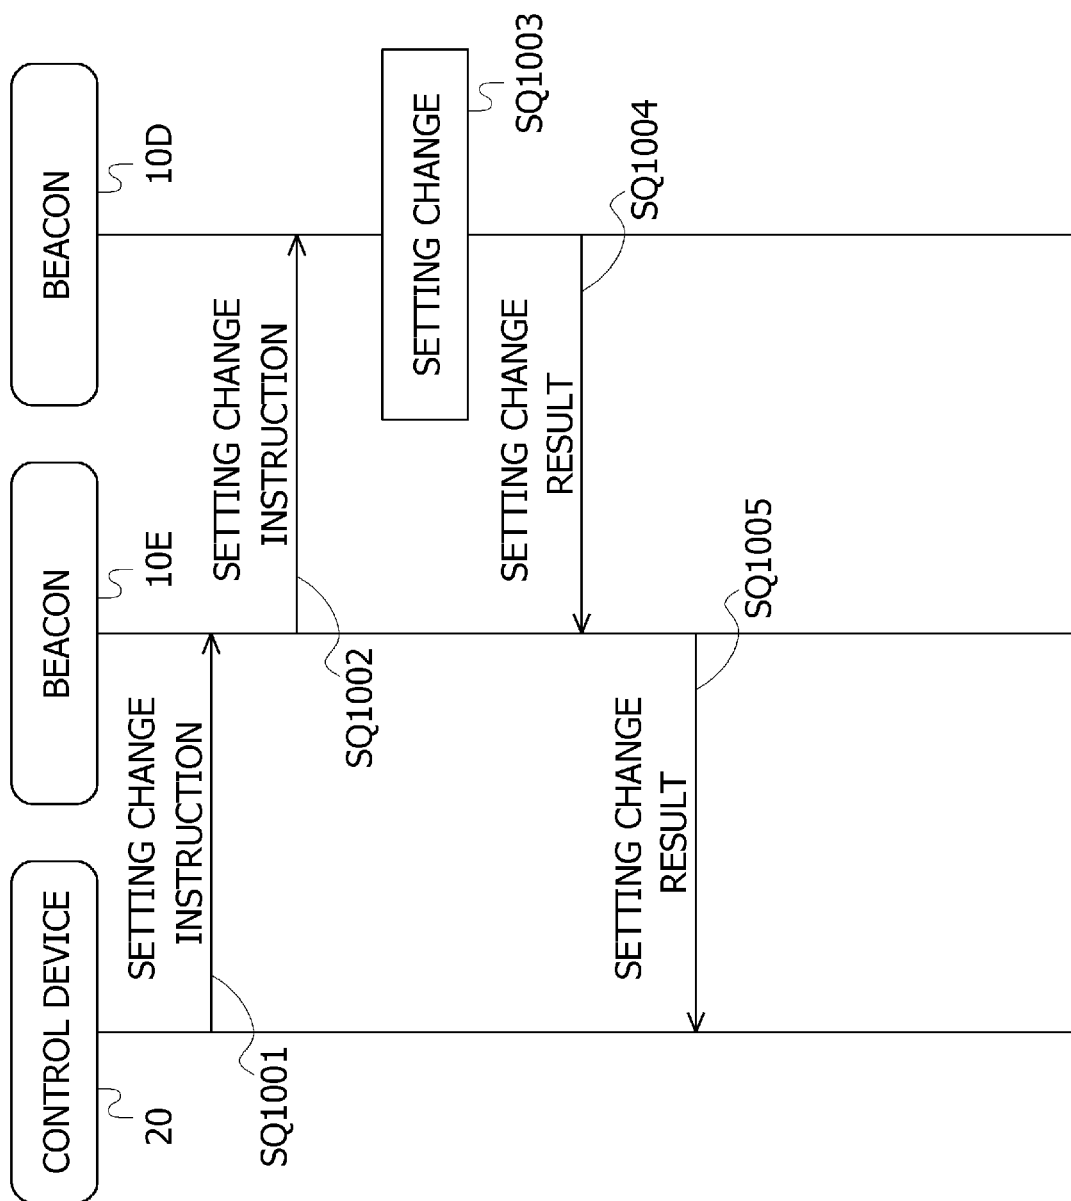 CONTROL DEVICE
20
BEACON
10E
BEACON
10D
SETTING CHANGE
INSTRUCTION
SQ1001
SETTING CHANGE
INSTRUCTION
SQ1002
SETTING CHANGE
SQ1003
SETTING CHANGE
RESULT
SQ1004
SETTING CHANGE
RESULT
SQ1005